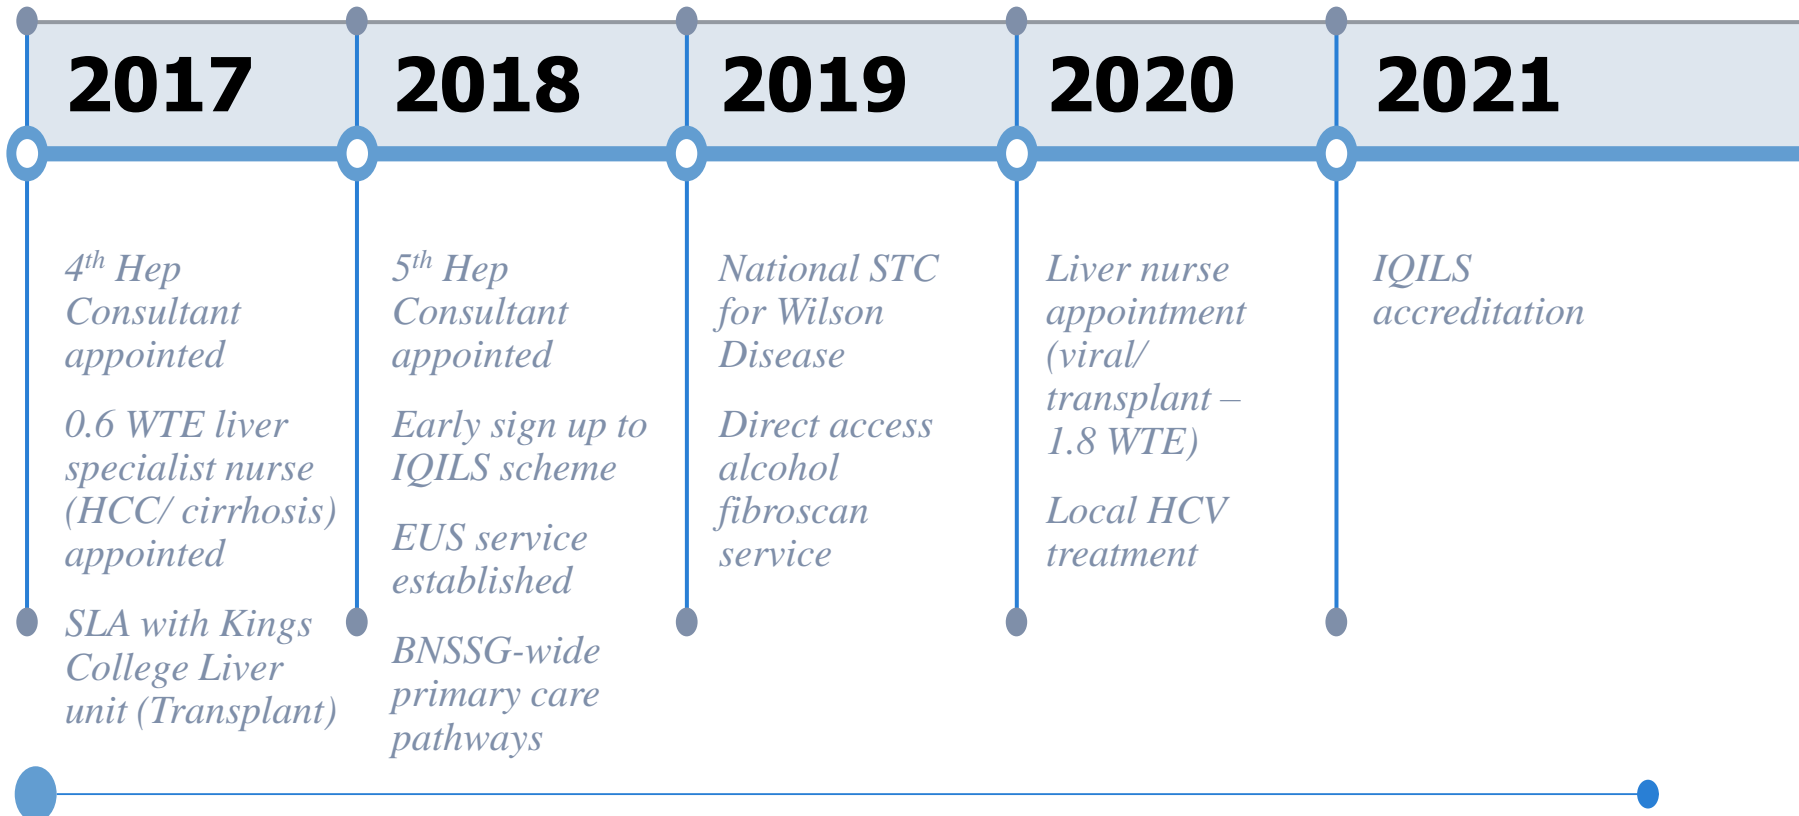 2017
2018
2019
2020
2021
4th Hep
Consultant
appointed
0.6 WTE liver
specialist nurse
(HCC/ cirrhosis)
appointed
SLA with Kings
College Liver
unit (Transplant)
5th Hep
Consultant
appointed
Early sign up to
IQILS scheme
EUS service
established
BNSSG-wide
primary care
pathways
National STC
for Wilson
Disease
Direct access
alcohol
fibroscan
service
Liver nurse
appointment
(viral/
transplant –
1.8 WTE)
Local HCV
treatment
IQILS
accreditation